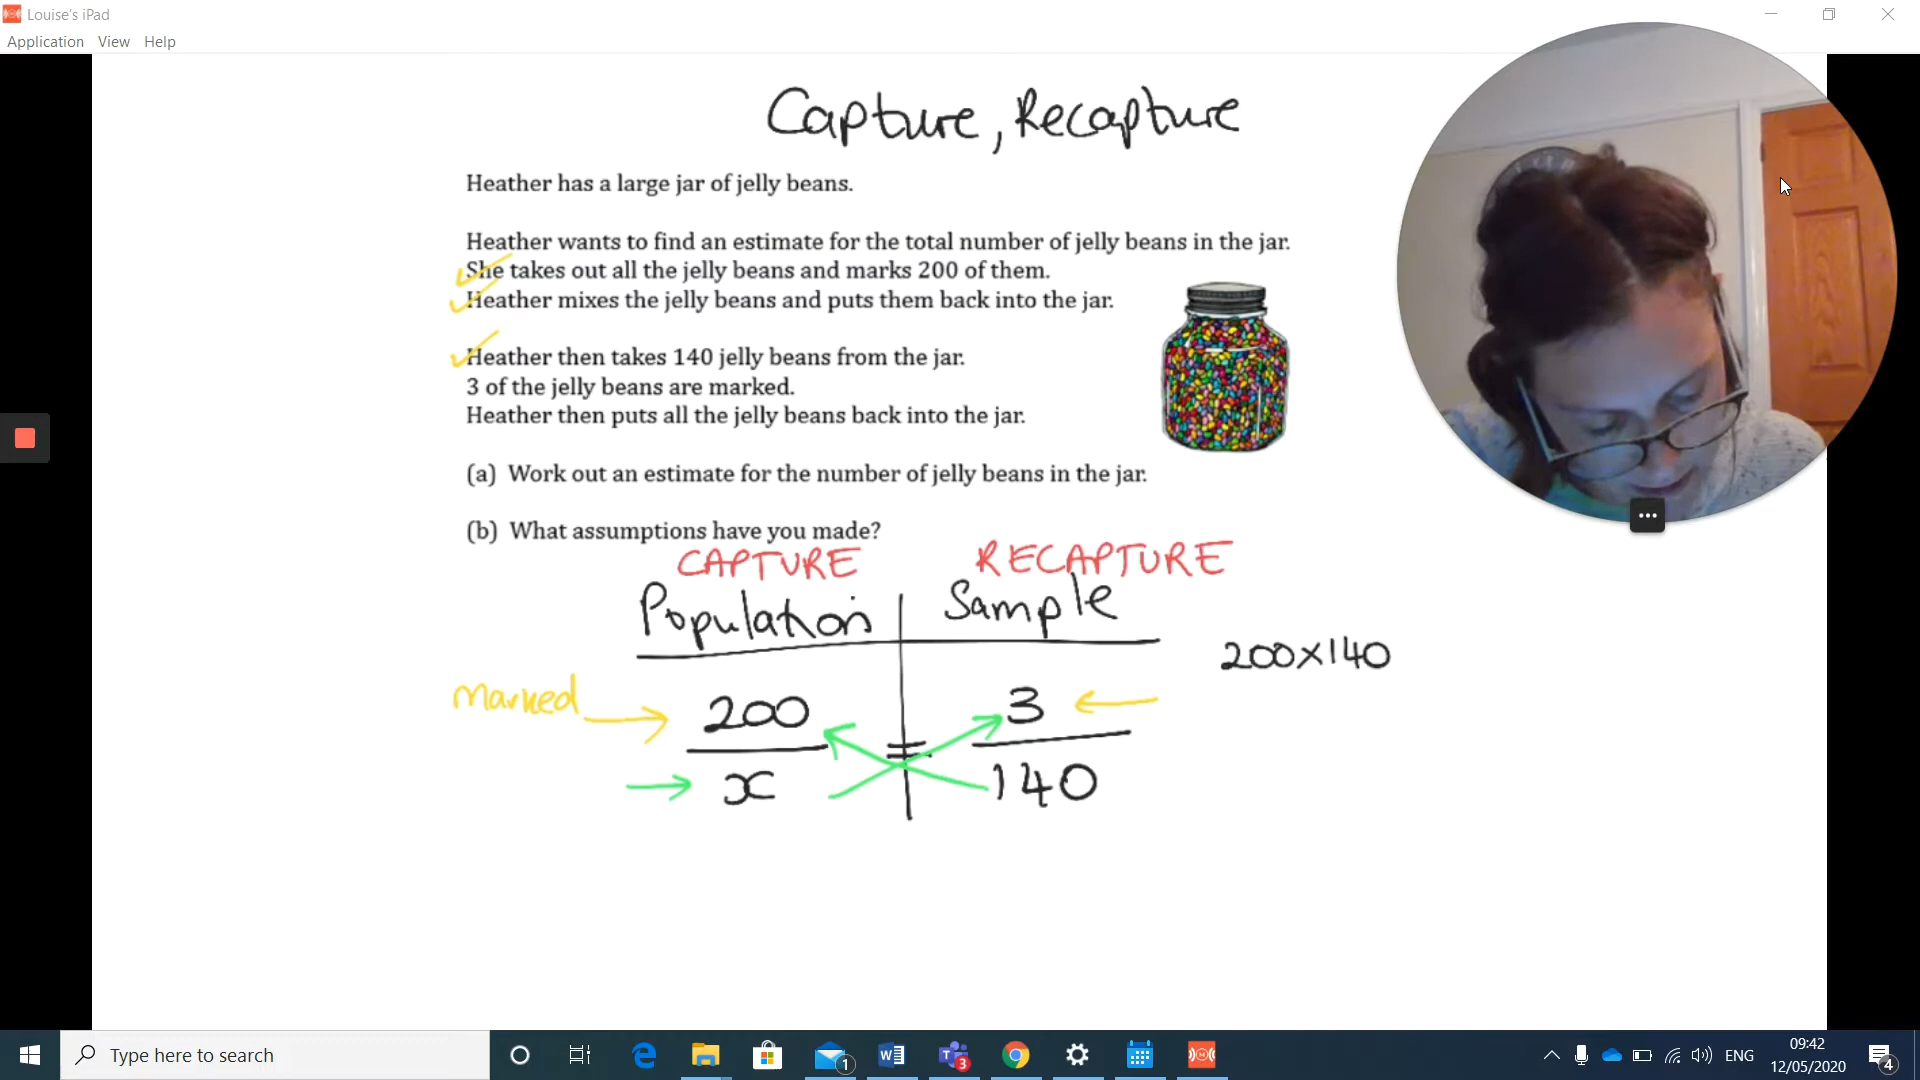 Louise's iPad
Application View Help
Capture, Recapture
Heather has a large jar of jelly beans.
Heather wants to find an estimate for the total number of jelly beans in the jar.
She takes out all the jelly beans and marks 200 of them.
Heather mixes the jelly beans and puts them back into the jar.
Heather then takes 140 jelly beans from the jar.
3 of the jelly beans are marked.
Heather then puts all the jelly beans back into the jar.
(a) Work out an estimate for the number of jelly beans in the jar.
(b) What assumptions have you made?
CAPTURE RECAPTURE
Population Sample
200×140
Marked → 200 3 ←
=
→ x 140
Type here to search
1
W
T
3
ENG
09:42
12/05/2020
4